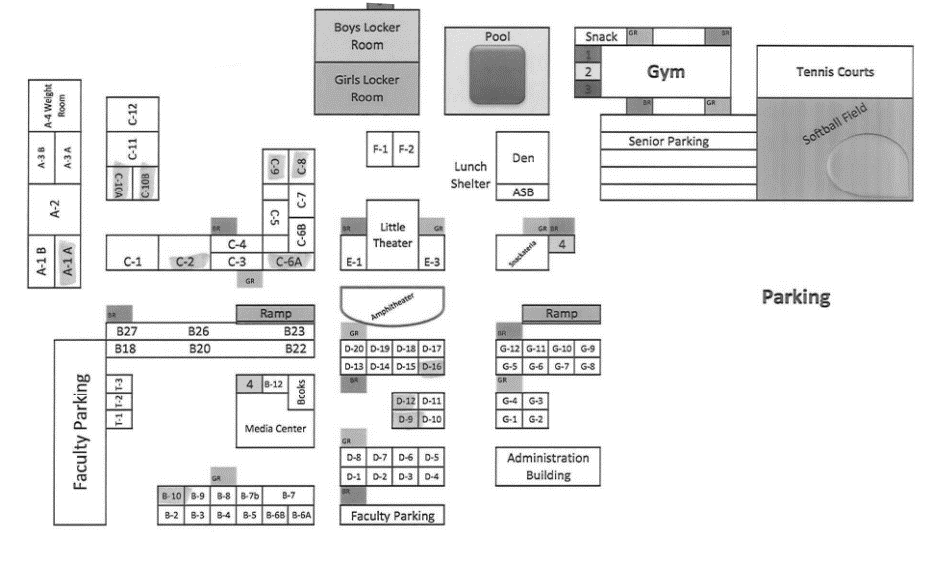 Boys Locker
Room
Girls Locker
Room
Pool
Snack
GR
BR
1
2
3
Gym
BR
GR
Tennis Courts
Softball Field
Senior Parking
A-4 Weight
Room
A-3 B
A-3 A
A-2
A-1 B
A-1 A
C-12
C-11
C-10A
C-10B
C-9
C-8
C-7
C-5
C-6B
BR
C-4
C-1
C-2
C-3
C-6A
GR
F-1
F-2
Lunch
Shelter
Den
ASB
BR
Little
Theater
GR
E-1
E-3
GR
BR
Snackateria
4
Parking
Amphitheater
BR
Ramp
B27
B26
B23
B18
B20
B22
Faculty Parking
T-3
T-2
T-1
4
B-12
Books
Media Center
GR
D-20
D-19
D-18
D-17
D-13
D-14
D-15
D-16
BR
D-12
D-11
D-9
D-10
GR
D-8
D-7
D-6
D-5
D-1
D-2
D-3
D-4
BR
Faculty Parking
BR
Ramp
G-12
G-11
G-10
G-9
G-5
G-6
G-7
G-8
GR
G-4
G-3
G-1
G-2
Administration
Building
GR
B-10
B-9
B-8
B-7b
B-7
B-2
B-3
B-4
B-5
B-6B
B-6A